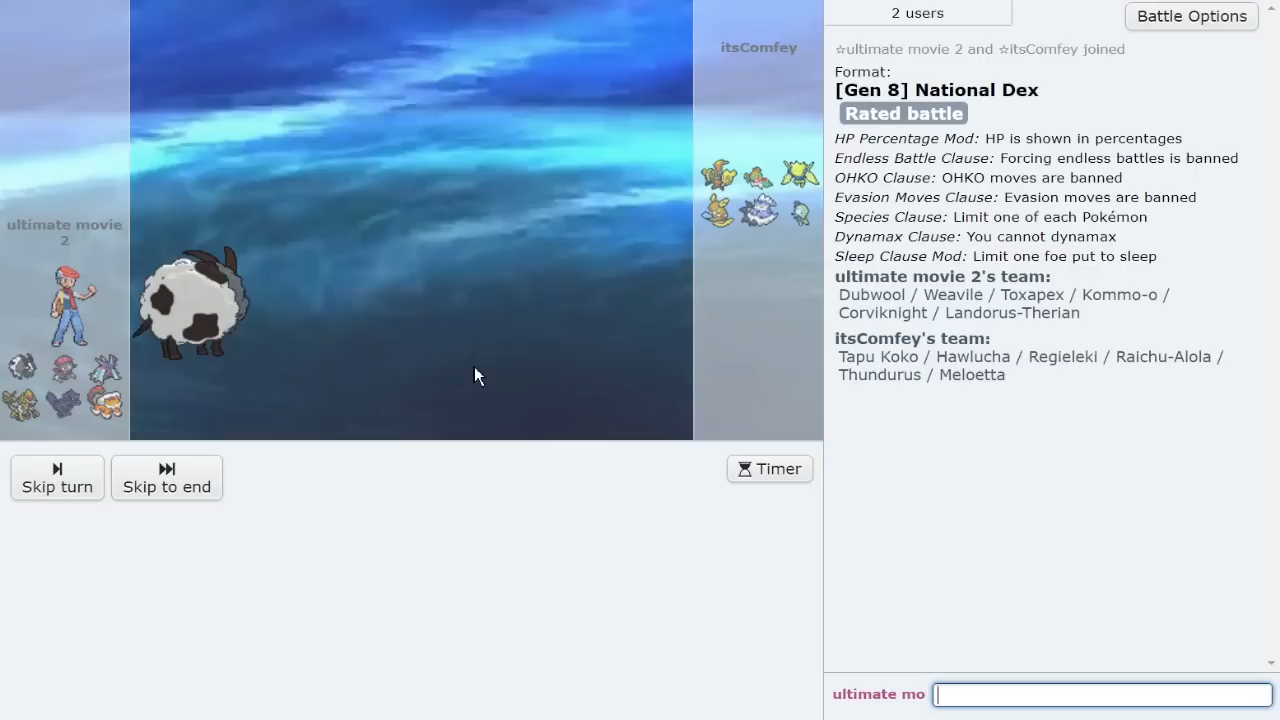 2 users
Battle Options
itsComfey
ultimate movie
2
Skip turn
Skip to end
Timer
☆ultimate movie 2 and ☆itsComfey joined
Format:
[Gen 8] National Dex
Rated battle
HP Percentage Mod: HP is shown in percentages
Endless Battle Clause: Forcing endless battles is banned
OHKO Clause: OHKO moves are banned
Evasion Moves Clause: Evasion moves are banned
Species Clause: Limit one of each Pokémon
Dynamax Clause: You cannot dynamax
Sleep Clause Mod: Limit one foe put to sleep
ultimate movie 2's team:
Dubwool / Weavile / Toxapex / Kommo-o /
Corviknight / Landorus-Therian
itsComfey's team:
Tapu Koko / Hawlucha / Regieleki / Raichu-Alola /
Thundurus / Meloetta
ultimate mo